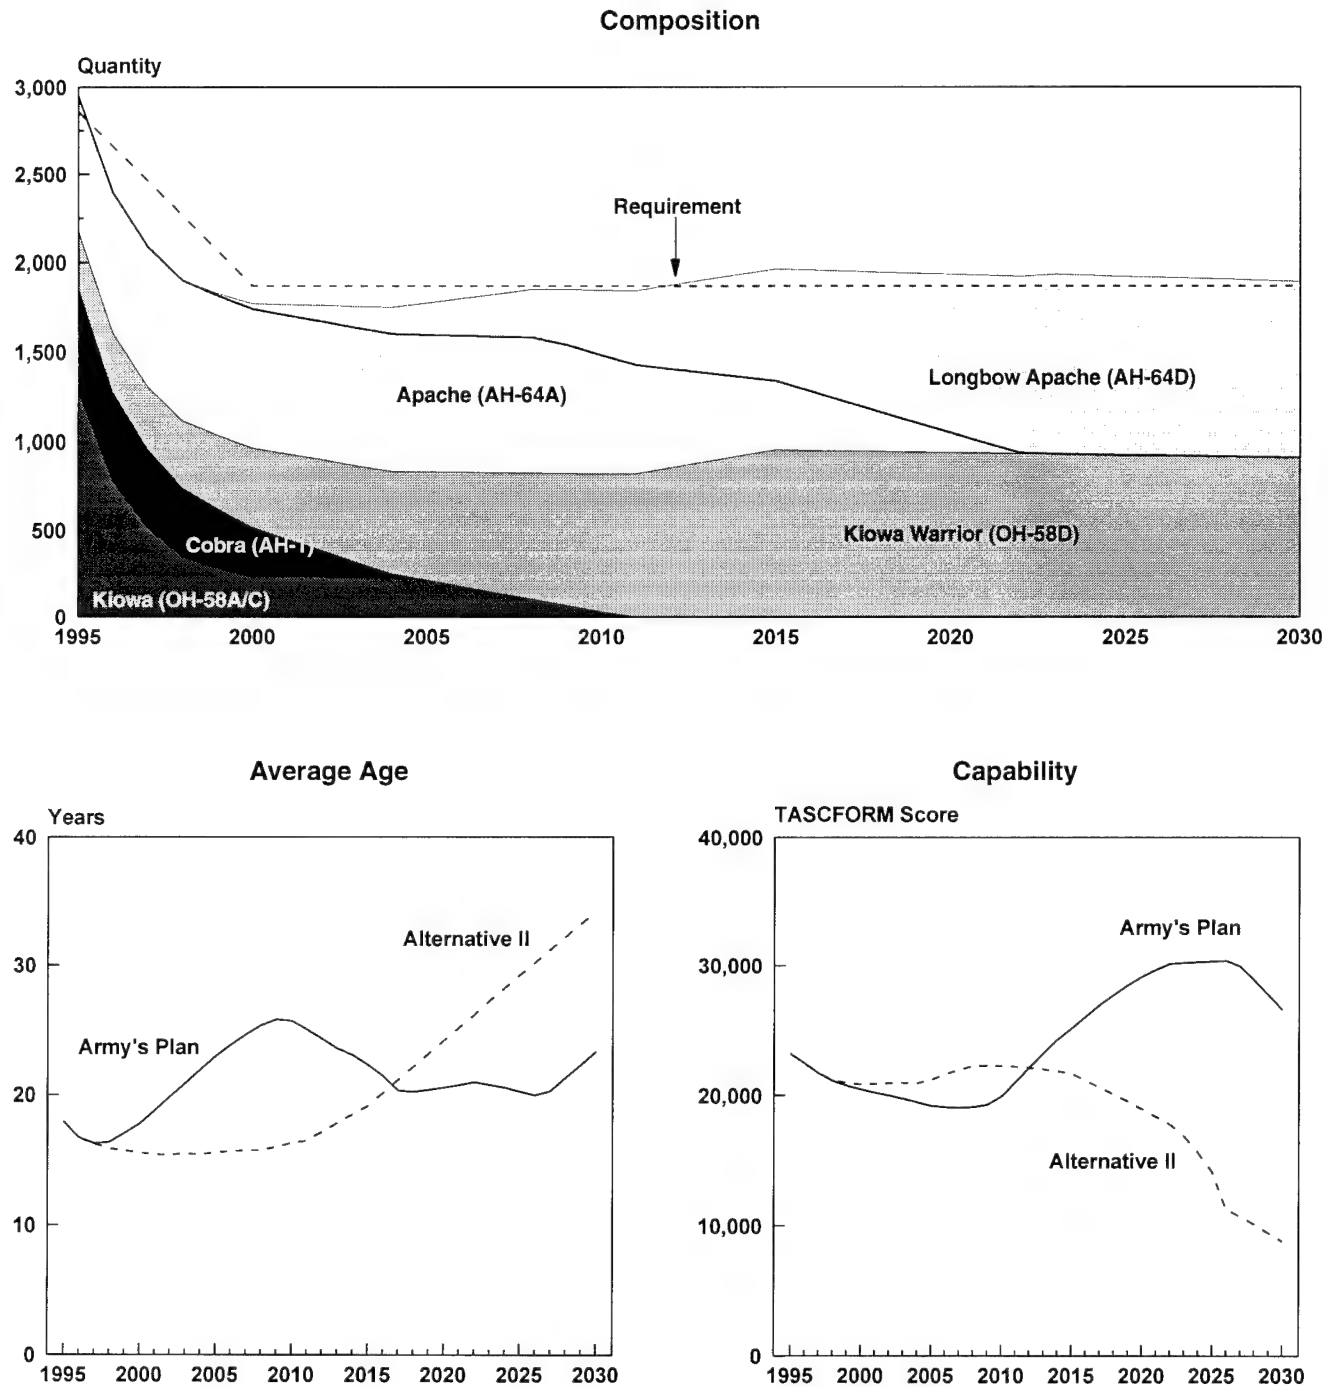 Composition
Quantity
3,000
2,500
2,000
1,500
1,000
500
0
Requirement
Apache (AH-64A)
Longbow Apache (AH-64D)
Kiowa Warrior (OH-58D)
Cobra (AH-1)
Kiowa (OH-58A/C)
1995 2000 2005 2010 2015 2020 2025 2030
Average Age
Years
40
30
20
10
0
Alternative II
Army's Plan
1995 2000 2005 2010 2015 2020 2025 2030
Capability
TASCFORM Score
40,000
30,000
20,000
10,000
0
Army's Plan
Alternative II
1995 2000 2005 2010 2015 2020 2025 2030